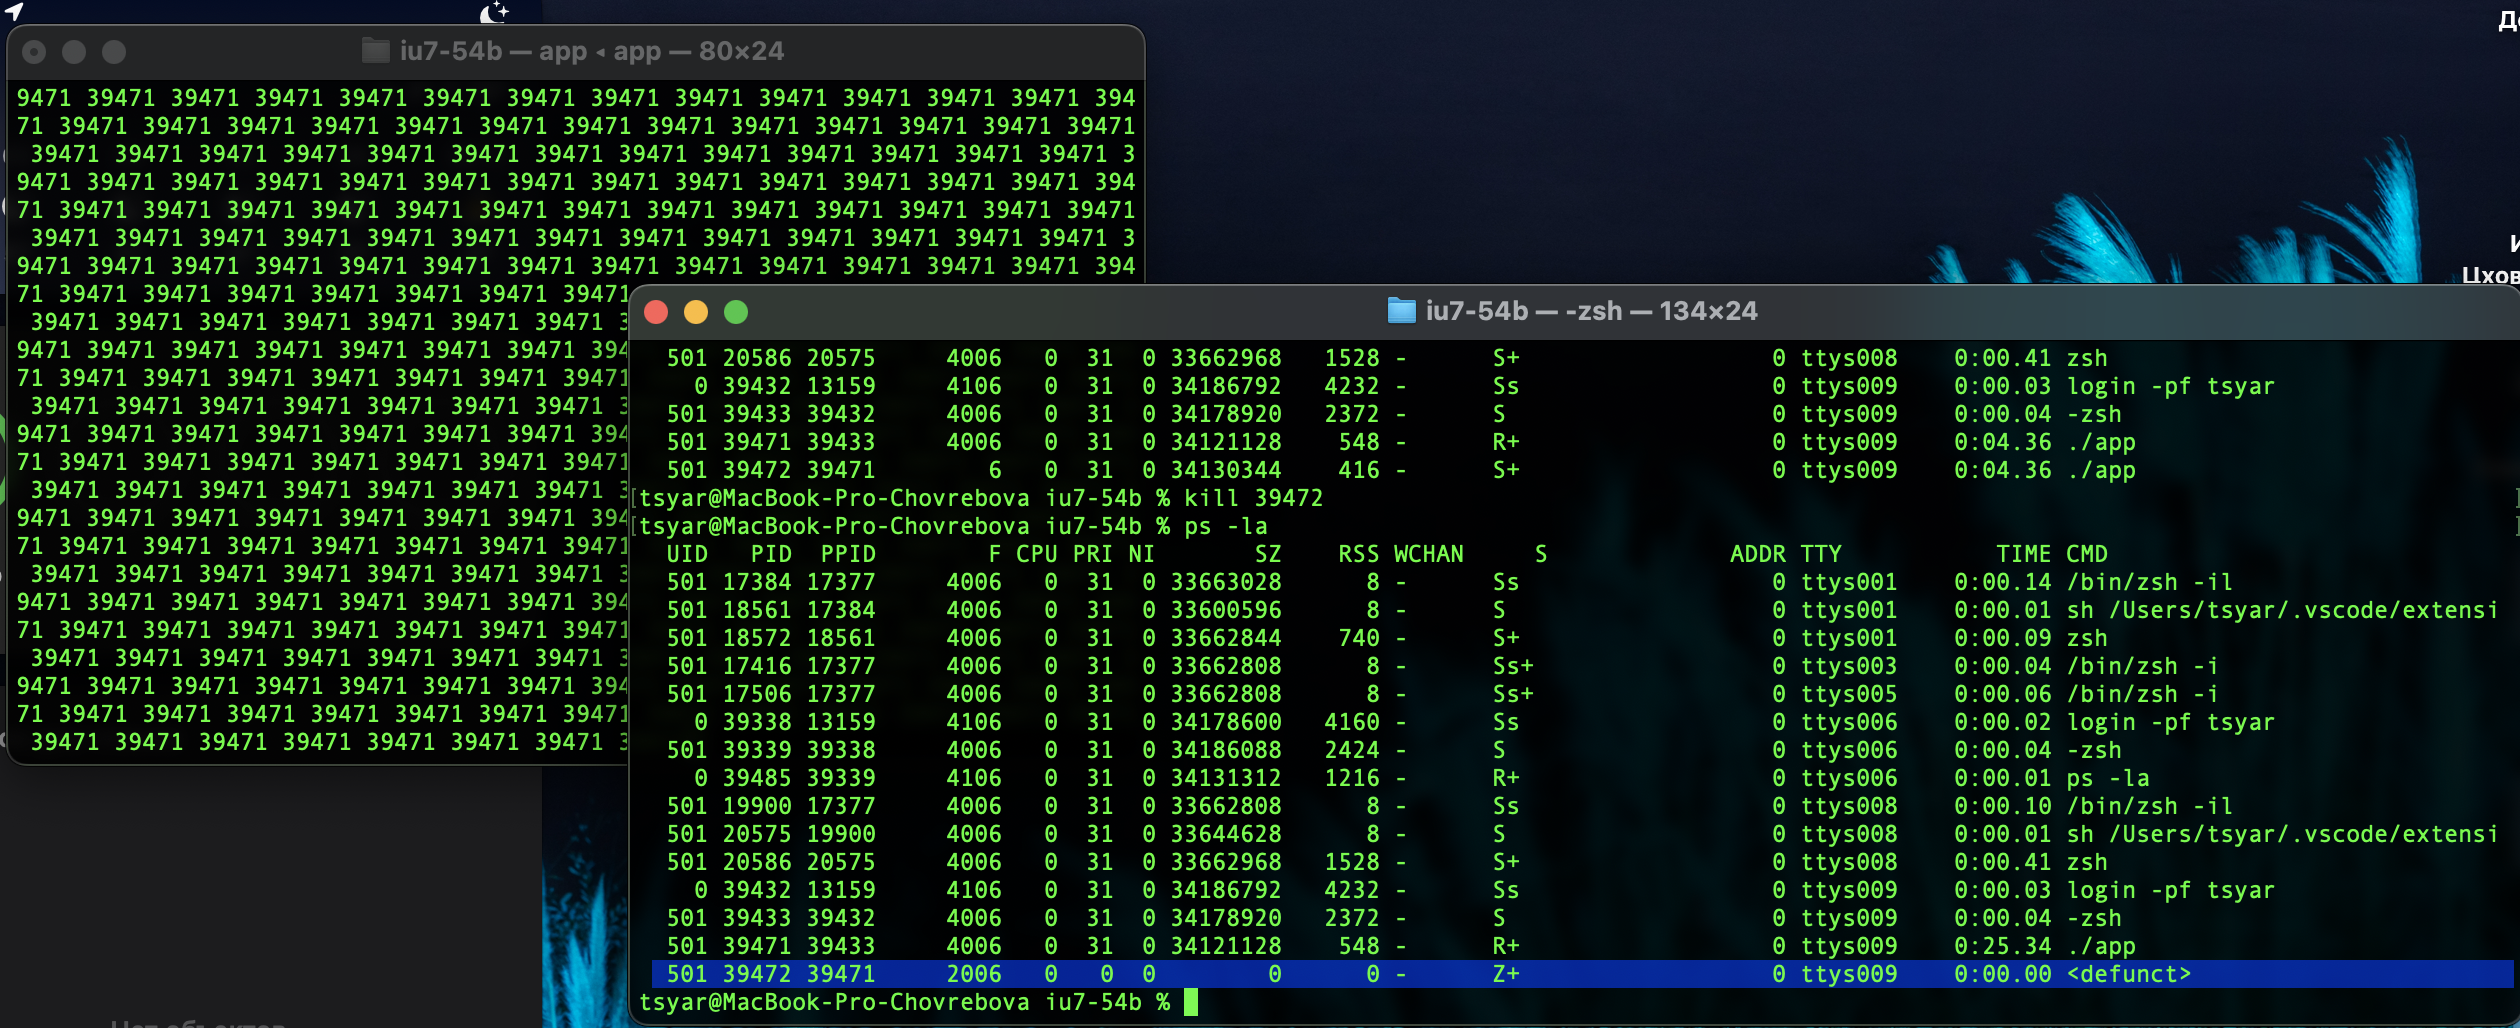 iu7-54b — app ◂ app — 80×24
9471 39471 39471 39471 39471 39471 39471 39471 39471 39471 39471 39471 39471 394
71 39471 39471 39471 39471 39471 39471 39471 39471 39471 39471 39471 39471 39471
39471 39471 39471 39471 39471 39471 39471 39471 39471 39471 39471 39471 39471 3
9471 39471 39471 39471 39471 39471 39471 39471 39471 39471 39471 39471 39471 394
71 39471 39471 39471 39471 39471 39471 39471 39471 39471 39471 39471 39471 39471
39471 39471 39471 39471 39471 39471 39471 39471 39471 39471 39471 39471 39471 3
9471 39471 39471 39471 39471 39471 39471 39471 39471 39471 39471 39471 39471 394
71 39471 39471 39471 39471 39471 39471 39471
39471 39471 39471 39471 39471 39471 39471 3
9471 39471 39471 39471 39471 39471 39471 394
71 39471 39471 39471 39471 39471 39471 39471
39471 39471 39471 39471 39471 39471 39471 3
9471 39471 39471 39471 39471 39471 39471 394
71 39471 39471 39471 39471 39471 39471 39471
39471 39471 39471 39471 39471 39471 39471 3
9471 39471 39471 39471 39471 39471 39471 394
71 39471 39471 39471 39471 39471 39471 39471
39471 39471 39471 39471 39471 39471 39471 3
9471 39471 39471 39471 39471 39471 39471 394
71 39471 39471 39471 39471 39471 39471 39471
39471 39471 39471 39471 39471 39471 39471 3
9471 39471 39471 39471 39471 39471 39471 394
71 39471 39471 39471 39471 39471 39471 39471
39471 39471 39471 39471 39471 39471 39471 3
Цхов
iu7-54b — -zsh — 134×24
501 20586 20575 4006 0 31 0 33662968 1528 - S+ 0 ttys008 0:00.41 zsh
0 39432 13159 4106 0 31 0 34186792 4232 - Ss 0 ttys009 0:00.03 login -pf tsyar
501 39433 39432 4006 0 31 0 34178920 2372 - S 0 ttys009 0:00.04 -zsh
501 39471 39433 4006 0 31 0 34121128 548 - R+ 0 ttys009 0:04.36 ./app
501 39472 39471 6 0 31 0 34130344 416 - S+ 0 ttys009 0:04.36 ./app
[tsyar@MacBook-Pro-Chovrebova iu7-54b % kill 39472 ]
[tsyar@MacBook-Pro-Chovrebova iu7-54b % ps -la ]
UID PID PPID F CPU PRI NI SZ RSS WCHAN S ADDR TTY TIME CMD
501 17384 17377 4006 0 31 0 33663028 8 - Ss 0 ttys001 0:00.14 /bin/zsh -il
501 18561 17384 4006 0 31 0 33600596 8 - S 0 ttys001 0:00.01 sh /Users/tsyar/.vscode/extensi
501 18572 18561 4006 0 31 0 33662844 740 - S+ 0 ttys001 0:00.09 zsh
501 17416 17377 4006 0 31 0 33662808 8 - Ss+ 0 ttys003 0:00.04 /bin/zsh -i
501 17506 17377 4006 0 31 0 33662808 8 - Ss+ 0 ttys005 0:00.06 /bin/zsh -i
0 39338 13159 4106 0 31 0 34178600 4160 - Ss 0 ttys006 0:00.02 login -pf tsyar
501 39339 39338 4006 0 31 0 34186088 2424 - S 0 ttys006 0:00.04 -zsh
0 39485 39339 4106 0 31 0 34131312 1216 - R+ 0 ttys006 0:00.01 ps -la
501 19900 17377 4006 0 31 0 33662808 8 - Ss 0 ttys008 0:00.10 /bin/zsh -il
501 20575 19900 4006 0 31 0 33644628 8 - S 0 ttys008 0:00.01 sh /Users/tsyar/.vscode/extensi
501 20586 20575 4006 0 31 0 33662968 1528 - S+ 0 ttys008 0:00.41 zsh
0 39432 13159 4106 0 31 0 34186792 4232 - Ss 0 ttys009 0:00.03 login -pf tsyar
501 39433 39432 4006 0 31 0 34178920 2372 - S 0 ttys009 0:00.04 -zsh
501 39471 39433 4006 0 31 0 34121128 548 - R+ 0 ttys009 0:25.34 ./app
501 39472 39471 2006 0 0 0 0 0 - Z+ 0 ttys009 0:00.00 <defunct>
tsyar@MacBook-Pro-Chovrebova iu7-54b %